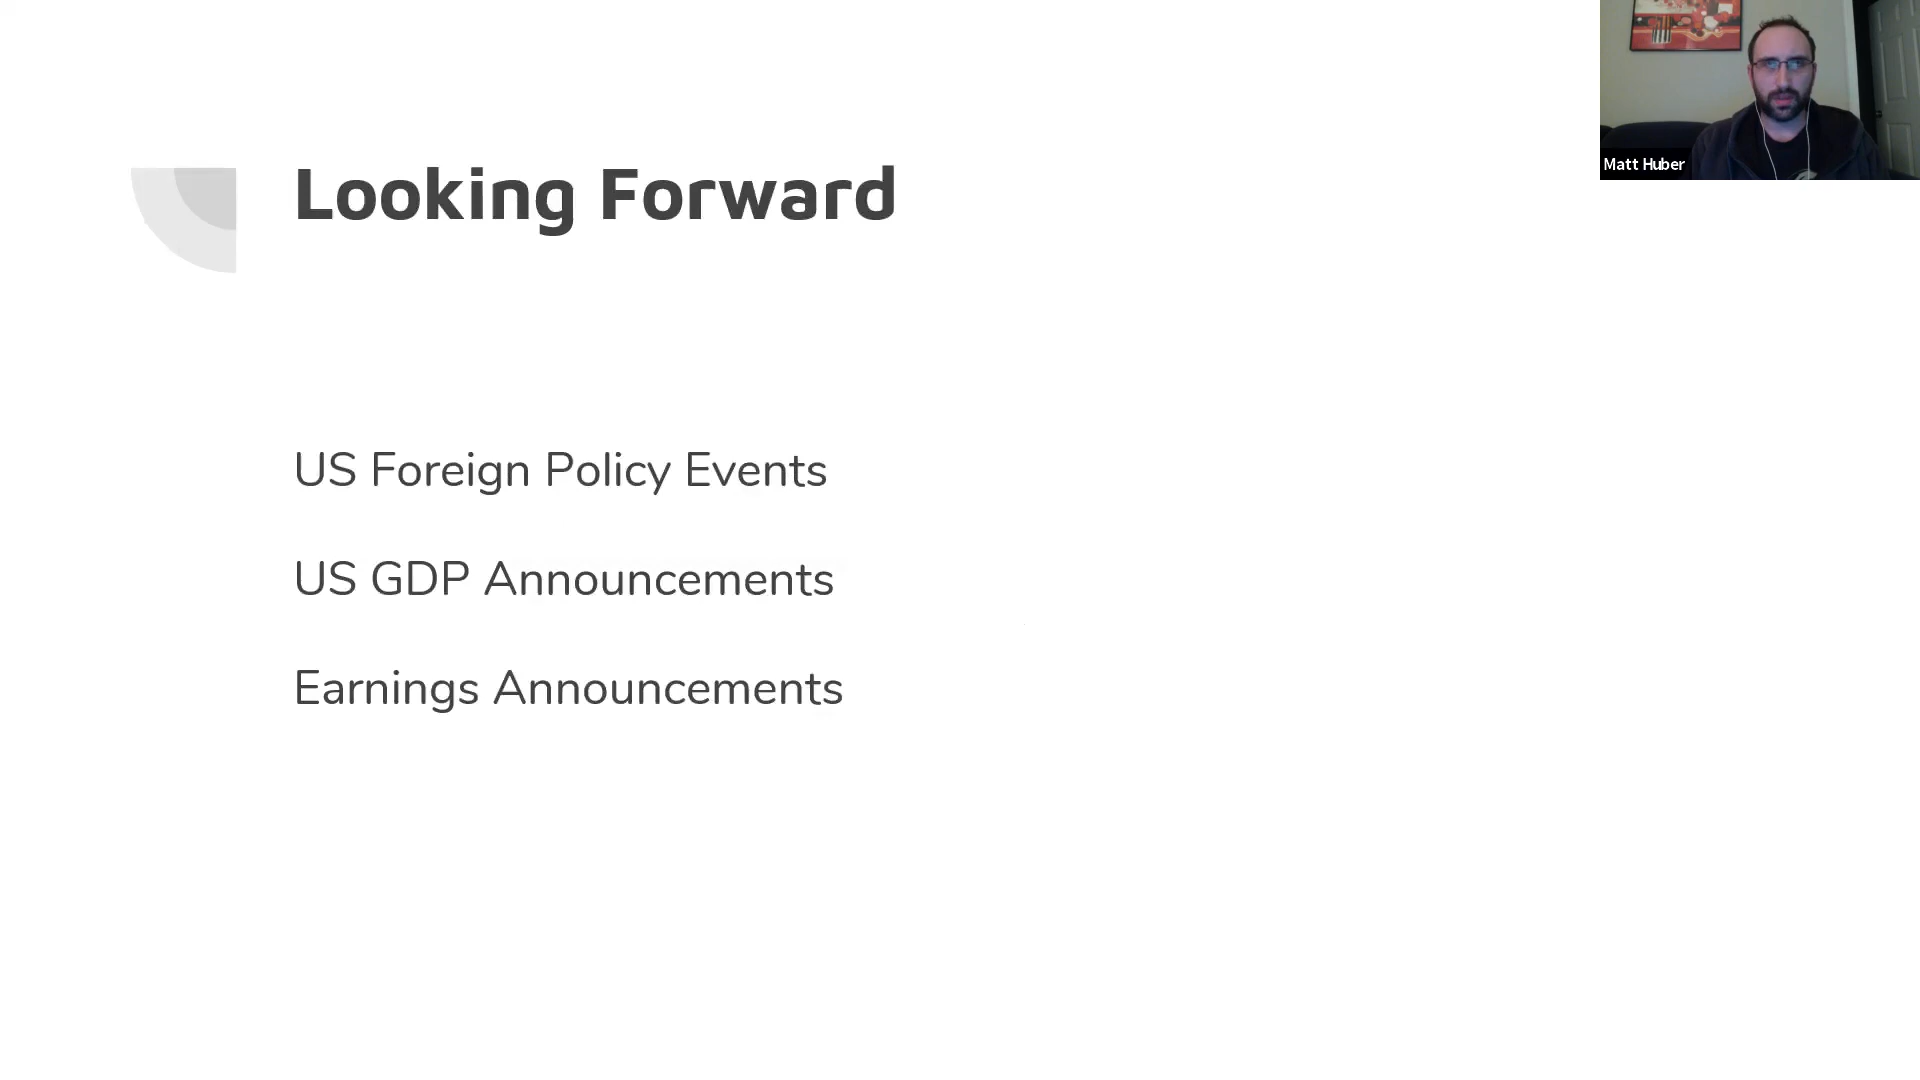 Looking Forward
Matt Huber
US Foreign Policy Events
US GDP Announcements
Earnings Announcements